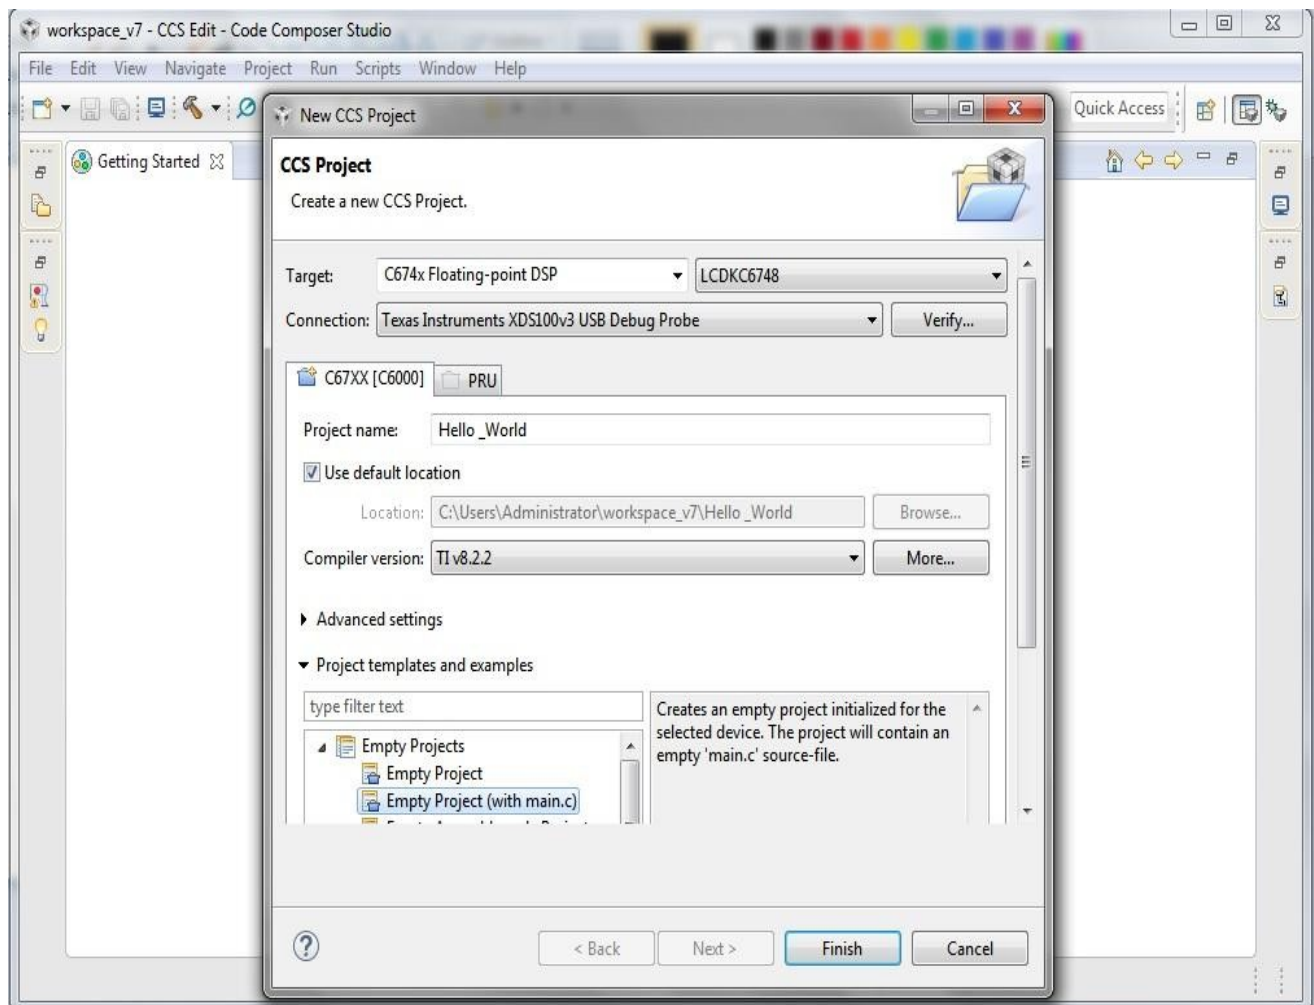 workspace_v7 - CCS Edit - Code Composer Studio
File Edit View Navigate Project Run Scripts Window Help
Quick Access
Getting Started
New CCS Project
CCS Project
Create a new CCS Project.
Target: C674x Floating-point DSP LCDKC6748
Connection: Texas Instruments XDS100v3 USB Debug Probe Verify...
C67XX [C6000] PRU
Project name: Hello _World
Use default location
Location: C:\Users\Administrator\workspace_v7\Hello _World Browse...
Compiler version: TI v8.2.2 More...
Advanced settings
Project templates and examples
type filter text
Empty Projects
Empty Project
Empty Project (with main.c)
Creates an empty project initialized for the
selected device. The project will contain an
empty 'main.c' source-file.
< Back Next > Finish Cancel